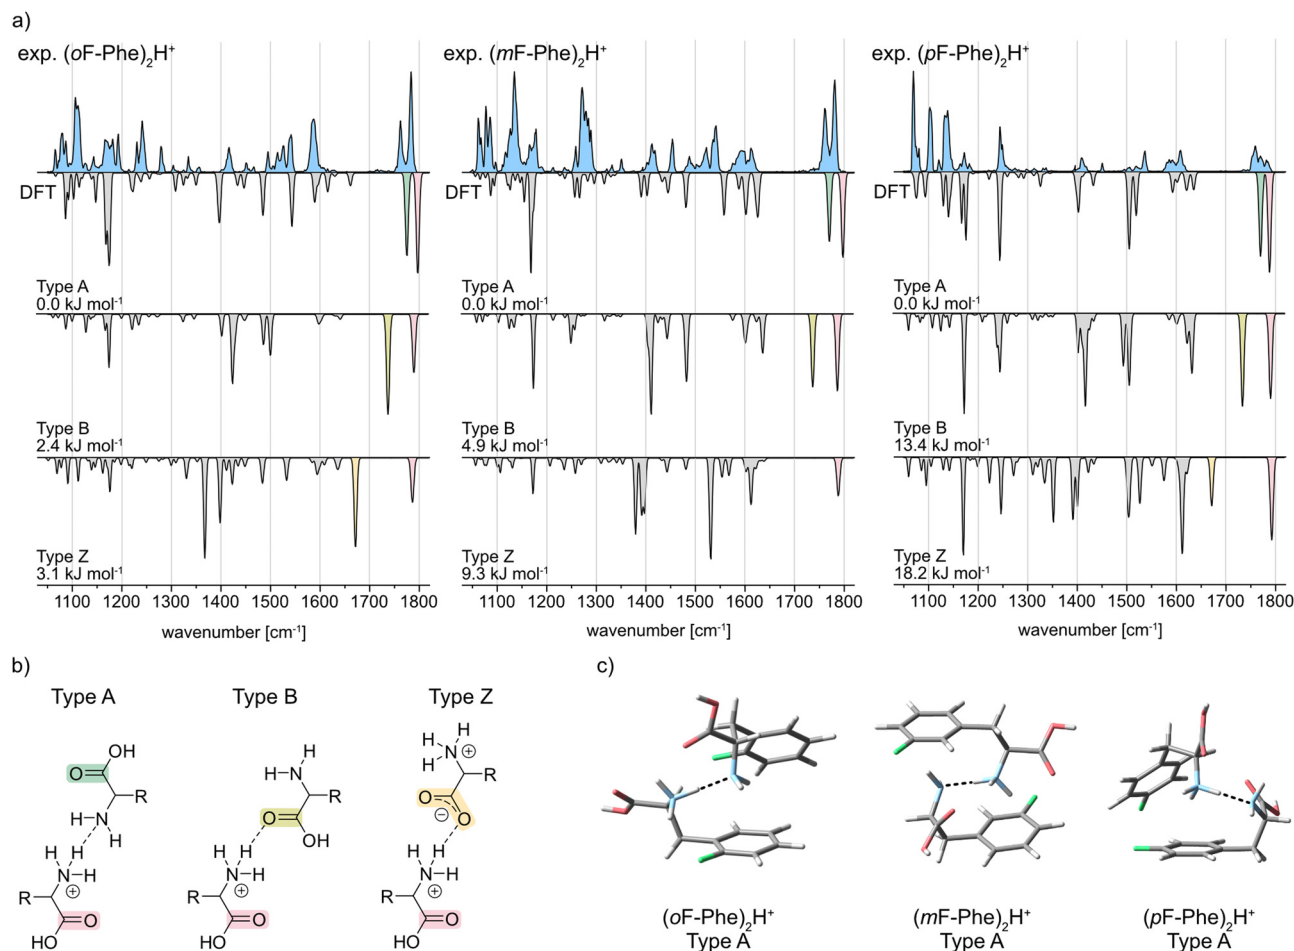 a)
exp. (oF-Phe)₂H⁺
exp. (mF-Phe)₂H⁺
exp. (pF-Phe)₂H⁺
DFT
DFT
DFT
Type A
0.0 kJ mol⁻¹
Type A
0.0 kJ mol⁻¹
Type A
0.0 kJ mol⁻¹
Type B
2.4 kJ mol⁻¹
Type B
4.9 kJ mol⁻¹
Type B
13.4 kJ mol⁻¹
Type Z
3.1 kJ mol⁻¹
Type Z
9.3 kJ mol⁻¹
Type Z
18.2 kJ mol⁻¹
1100 1200 1300 1400 1500 1600 1700 1800
1100 1200 1300 1400 1500 1600 1700 1800
1100 1200 1300 1400 1500 1600 1700 1800
wavenumber [cm⁻¹]
wavenumber [cm⁻¹]
wavenumber [cm⁻¹]
b)
Type A
Type B
Type Z
OH
O
R
H-N
H
H
N-H
H
+
R
O
HO
H
H-N
R
O
OH
H
H
N-H
+
R
O
HO
H
H
H-N
+
R
O
−
O
H
H
N-H
+
R
O
HO
c)
(oF-Phe)₂H⁺
Type A
(mF-Phe)₂H⁺
Type A
(pF-Phe)₂H⁺
Type A